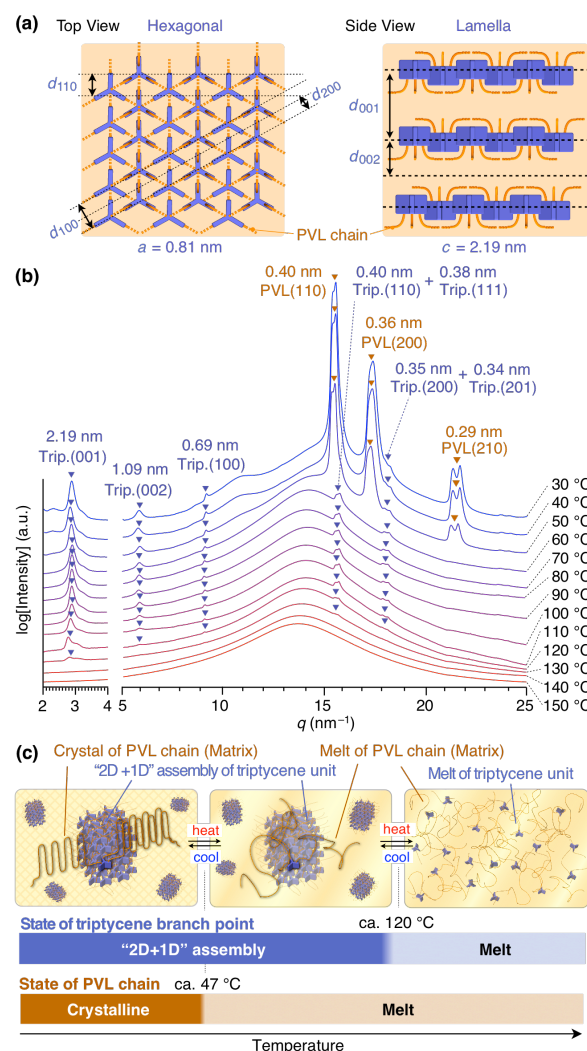 (a) Top View Hexagonal
Side View Lamella
d110
d200
d100
d001
d002
PVL chain
a = 0.81 nm
c = 2.19 nm
(b)
0.40 nm
PVL(110)
0.40 nm + 0.38 nm
Trip.(110) Trip.(111)
0.36 nm
PVL(200)
0.35 nm + 0.34 nm
Trip.(200) Trip.(201)
2.19 nm
Trip.(001)
1.09 nm
Trip.(002)
0.69 nm
Trip.(100)
0.29 nm
PVL(210)
log[Intensity] (a.u.)
30 °C
40 °C
50 °C
60 °C
70 °C
80 °C
90 °C
100 °C
110 °C
120 °C
130 °C
140 °C
150 °C
2 3 4 5 10 15 20 25
q (nm⁻¹)
(c)
Crystal of PVL chain (Matrix)
Melt of PVL chain (Matrix)
“2D +1D” assembly of triptycene unit
Melt of triptycene unit
heat
cool
heat
cool
State of triptycene branch point
ca. 120 °C
“2D+1D” assembly
Melt
State of PVL chain
ca. 47 °C
Crystalline
Melt
Temperature